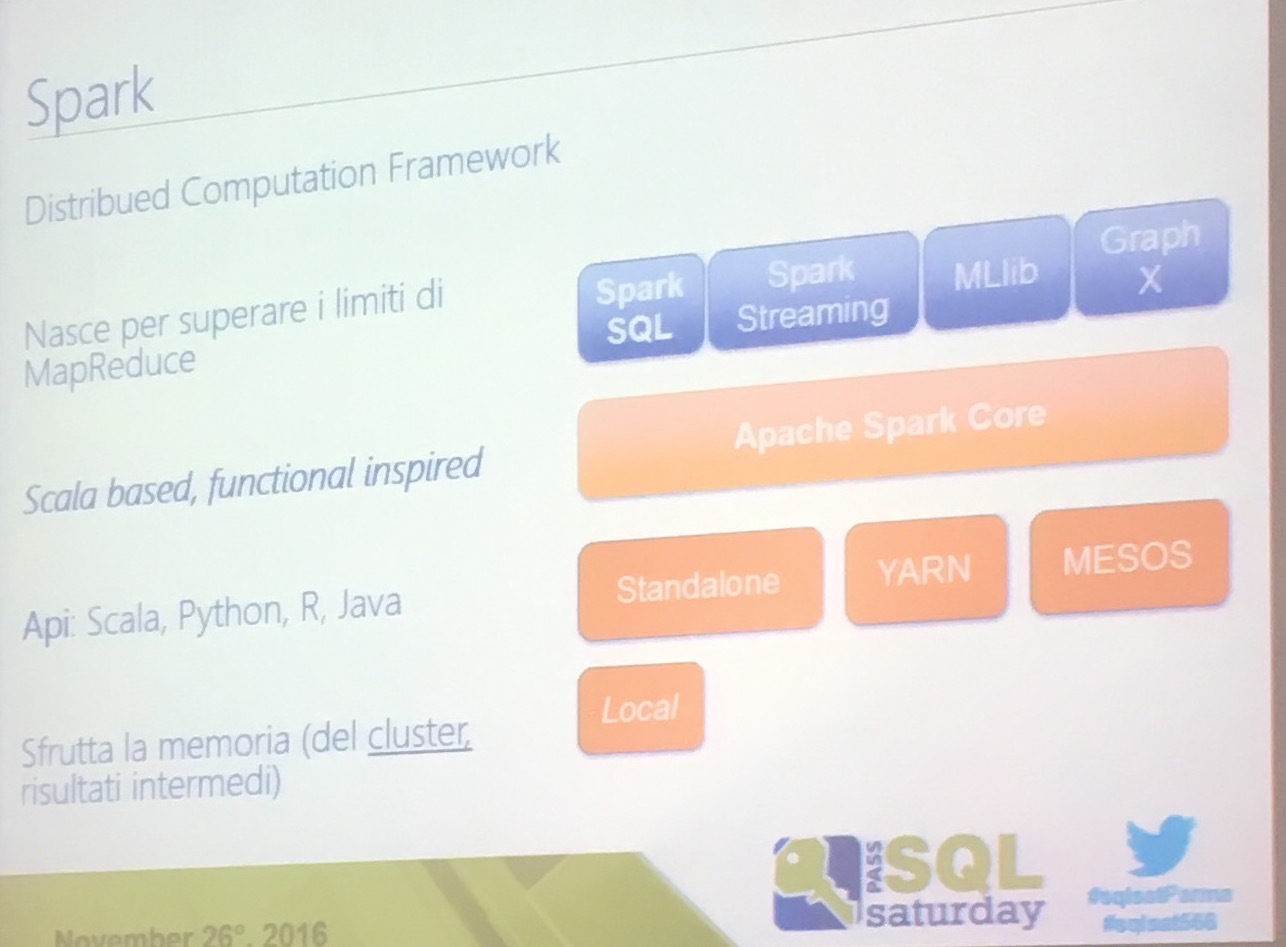 Spark
Distribued Computation Framework
Nasce per superare i limiti di
MapReduce
Scala based, functional inspired
Api: Scala, Python, R, Java
Sfrutta la memoria (del cluster,
risultati intermedi)
Spark
SQL
Spark
Streaming
MLlib
Graph
X
Apache Spark Core
Standalone
YARN
MESOS
Local
November 26°, 2016
PASS
SQL
saturday
#sqlsatParma
#sqlsat566